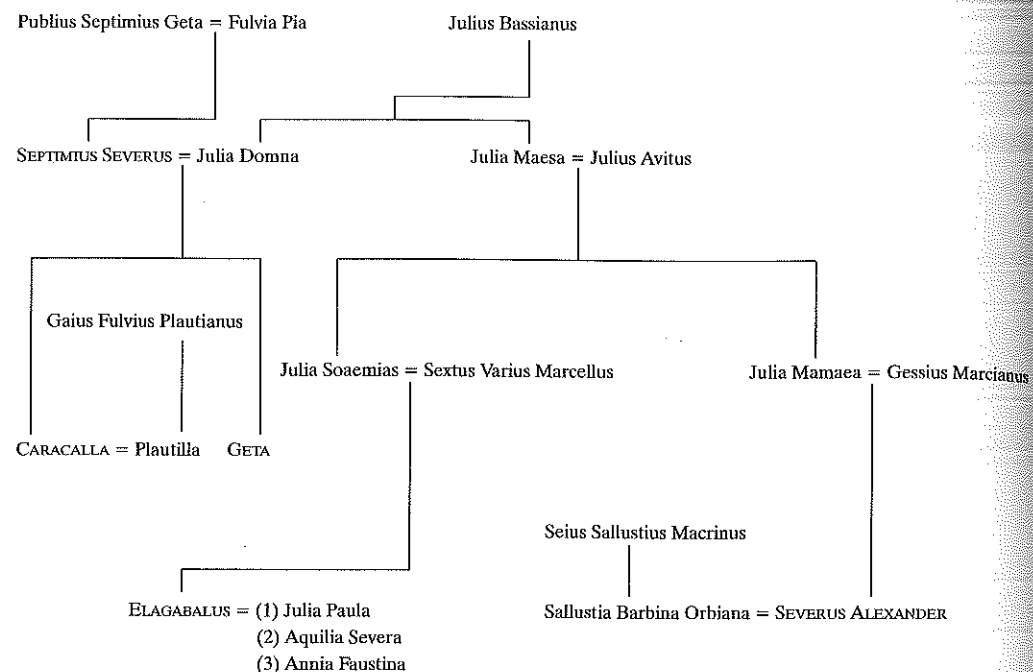 Publius Septimius Geta = Fulvia Pia
Julius Bassianus
SEPTIMIUS SEVERUS = Julia Domna
Julia Maesa = Julius Avitus
Gaius Fulvius Plautianus
Julia Soaemias = Sextus Varius Marcellus
Julia Mamaea = Gessius Marcianus
CARACALLA = Plautilla
GETA
Seius Sallustius Macrinus
ELAGABALUS = (1) Julia Paula
(2) Aquilia Severa
(3) Annia Faustina
Sallustia Barbina Orbiana = SEVERUS ALEXANDER